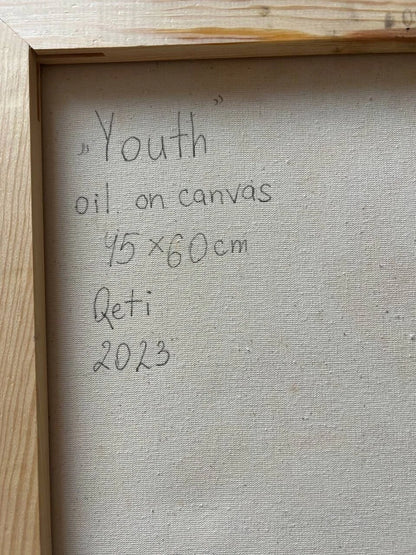 „Youth”
oil on canvas
45×60cm
Qeti
2023